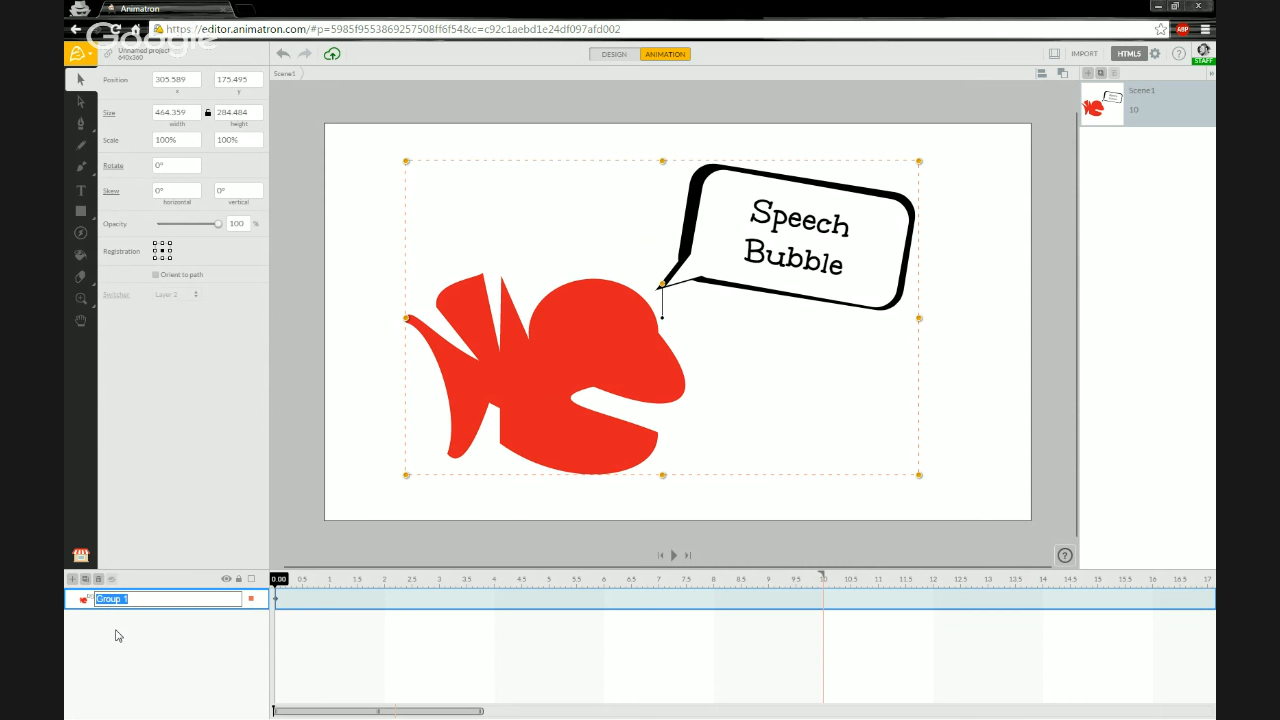 Animatron
https://editor.animatron.com/#p=5985f9553869257508ff6f54&c=c92c1aebd1e24df097afd002
Google
ABP
Unnamed project
640x360
DESIGN
ANIMATION
IMPORT
HTML5
?
STAFF
Scene1
Position
305.589
175.495
x
y
Size
464.359
284.484
width
height
Scale
100%
100%
Rotate
0°
Skew
0°
0°
horizontal
vertical
Opacity
100
%
Registration
Orient to path
Switcher
Layer 2
T
Speech
Bubble
Scene1
10
?
0.00
0.5
1
1.5
2
2.5
3
3.5
4
4.5
5
5.5
6
6.5
7
7.5
8
8.5
9
9.5
10
10.5
11
11.5
12
12.5
13
13.5
14
14.5
15
15.5
16
16.5
17
Group 1